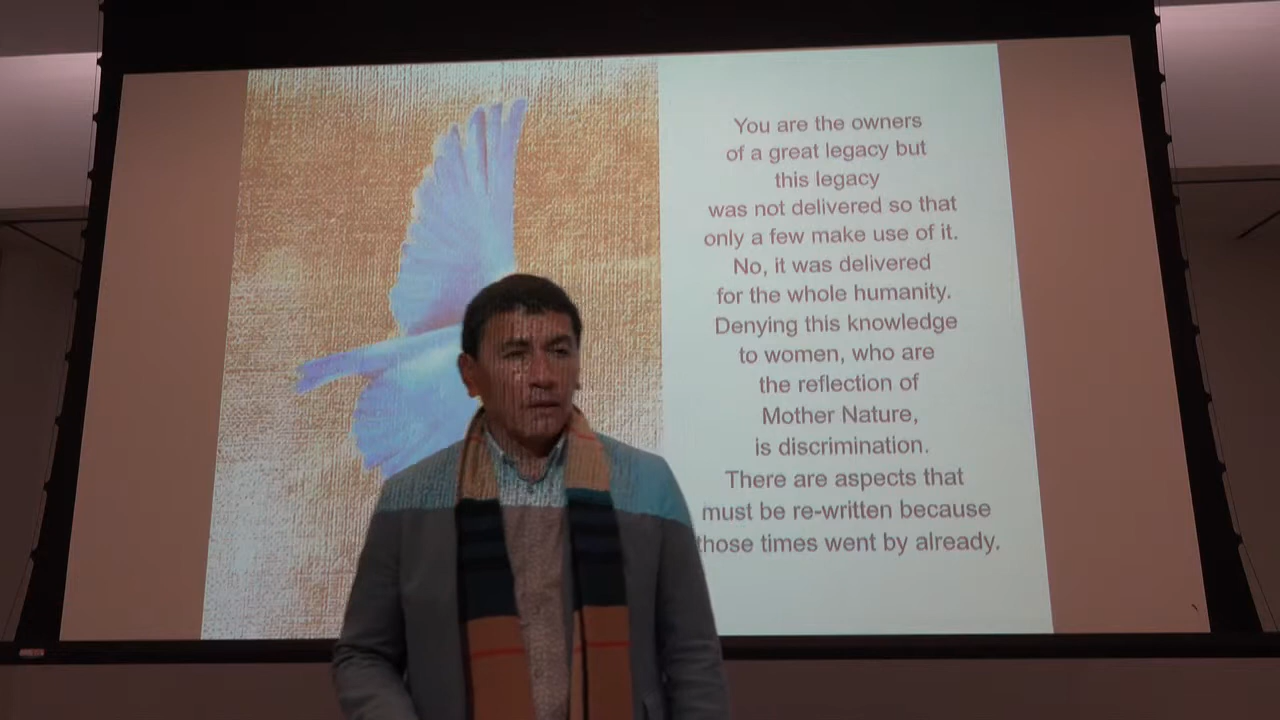 You are the owners
of a great legacy but
this legacy
was not delivered so that
only a few make use of it.
No, it was delivered
for the whole humanity.
Denying this knowledge
to women, who are
the reflection of
Mother Nature,
is discrimination.
There are aspects that
must be re-written because
those times went by already.